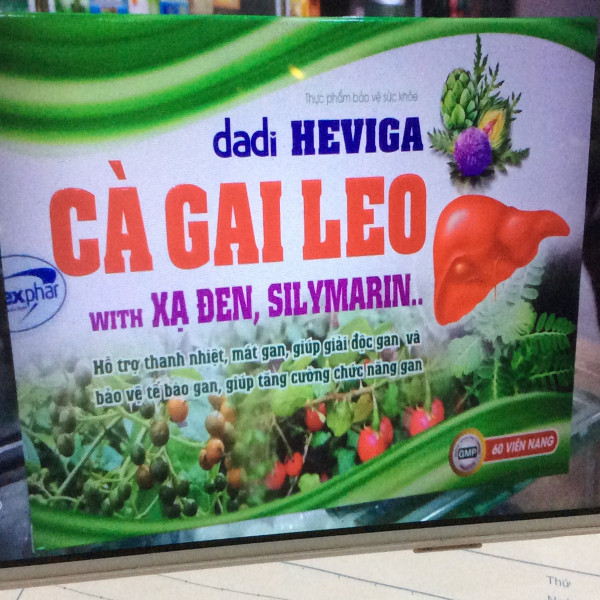 Thực phẩm bảo vệ sức khỏe
dadi HEVIGA
CÀ GAI LEO
WITH XẠ ĐEN, SILYMARIN..
Hỗ trợ thanh nhiệt, mát gan, giúp giải độc gan và
bảo vệ tế bào gan, giúp tăng cường chức năng gan
exphar
GMP
60 VIÊN NANG